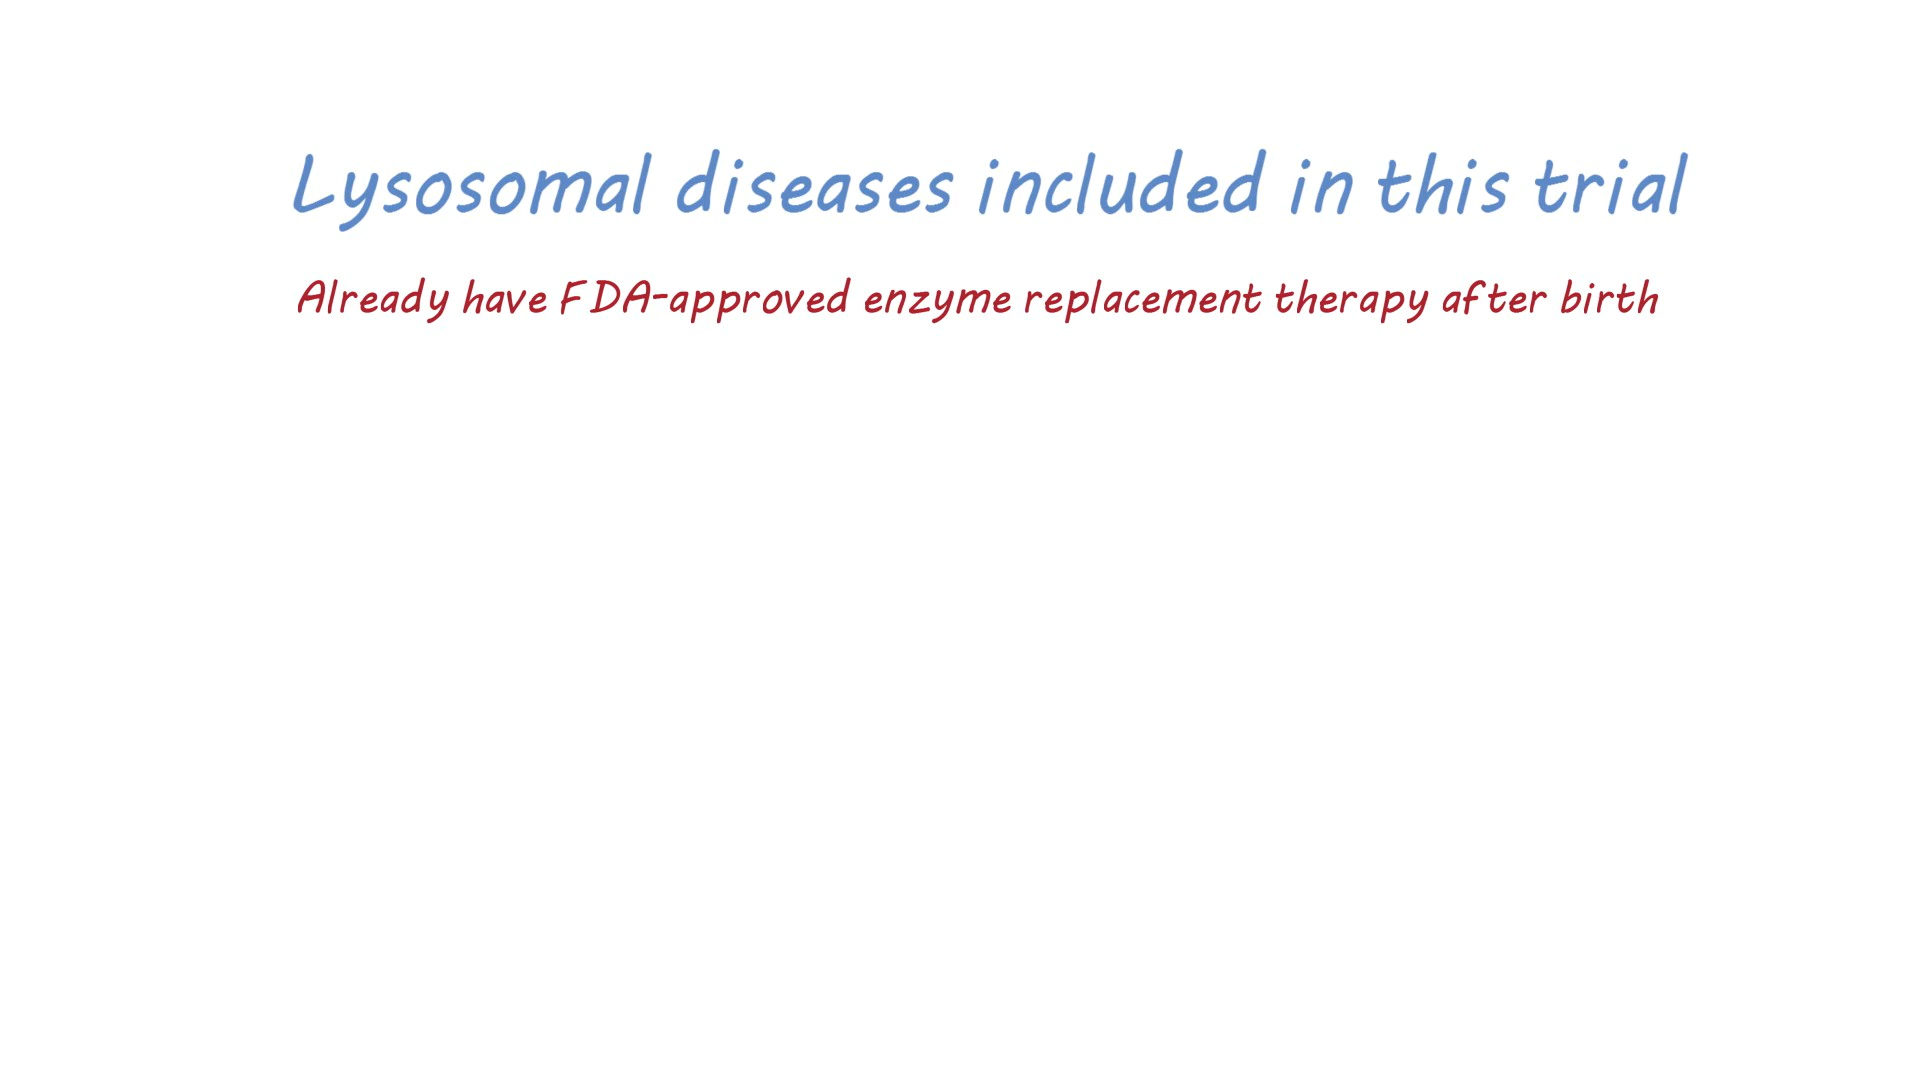 Lysosomal diseases included in this trial
Already have FDA-approved enzyme replacement therapy after birth